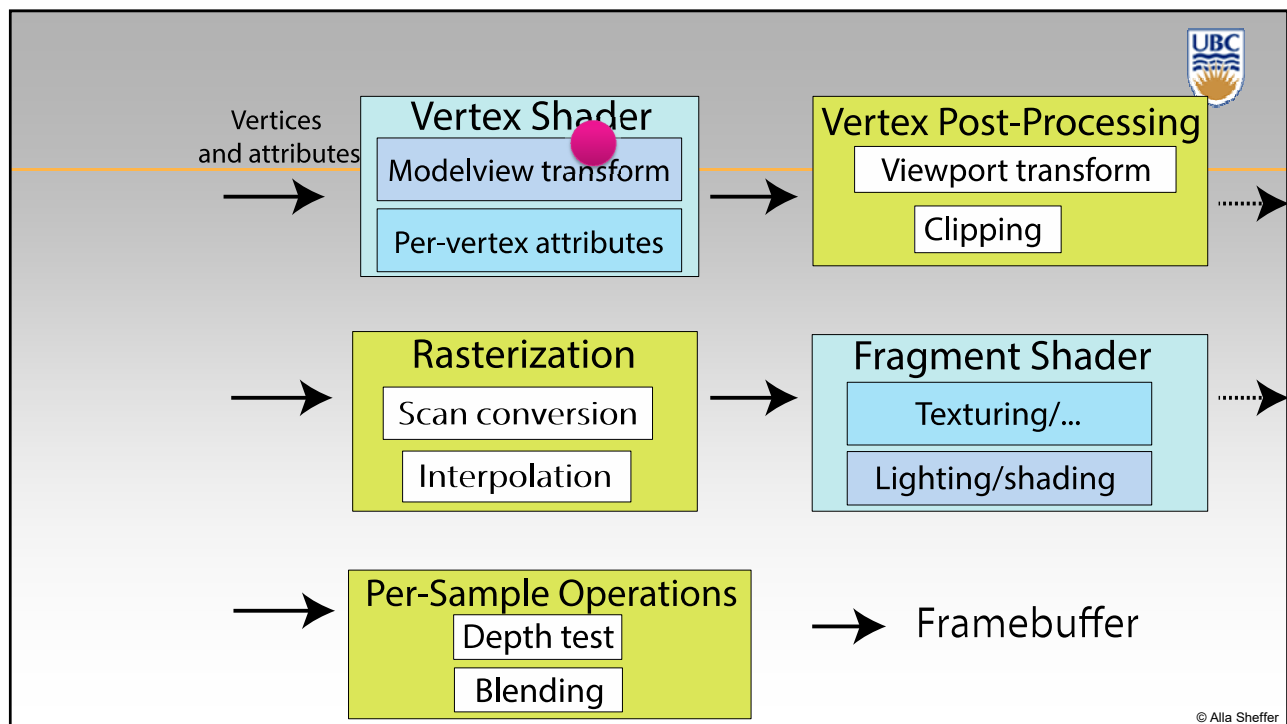 UBC
Vertices
and attributes
Vertex Shader
Modelview transform
Per-vertex attributes
Vertex Post-Processing
Viewport transform
Clipping
Rasterization
Scan conversion
Interpolation
Fragment Shader
Texturing/...
Lighting/shading
Per-Sample Operations
Depth test
Blending
Framebuffer
© Alla Sheffer